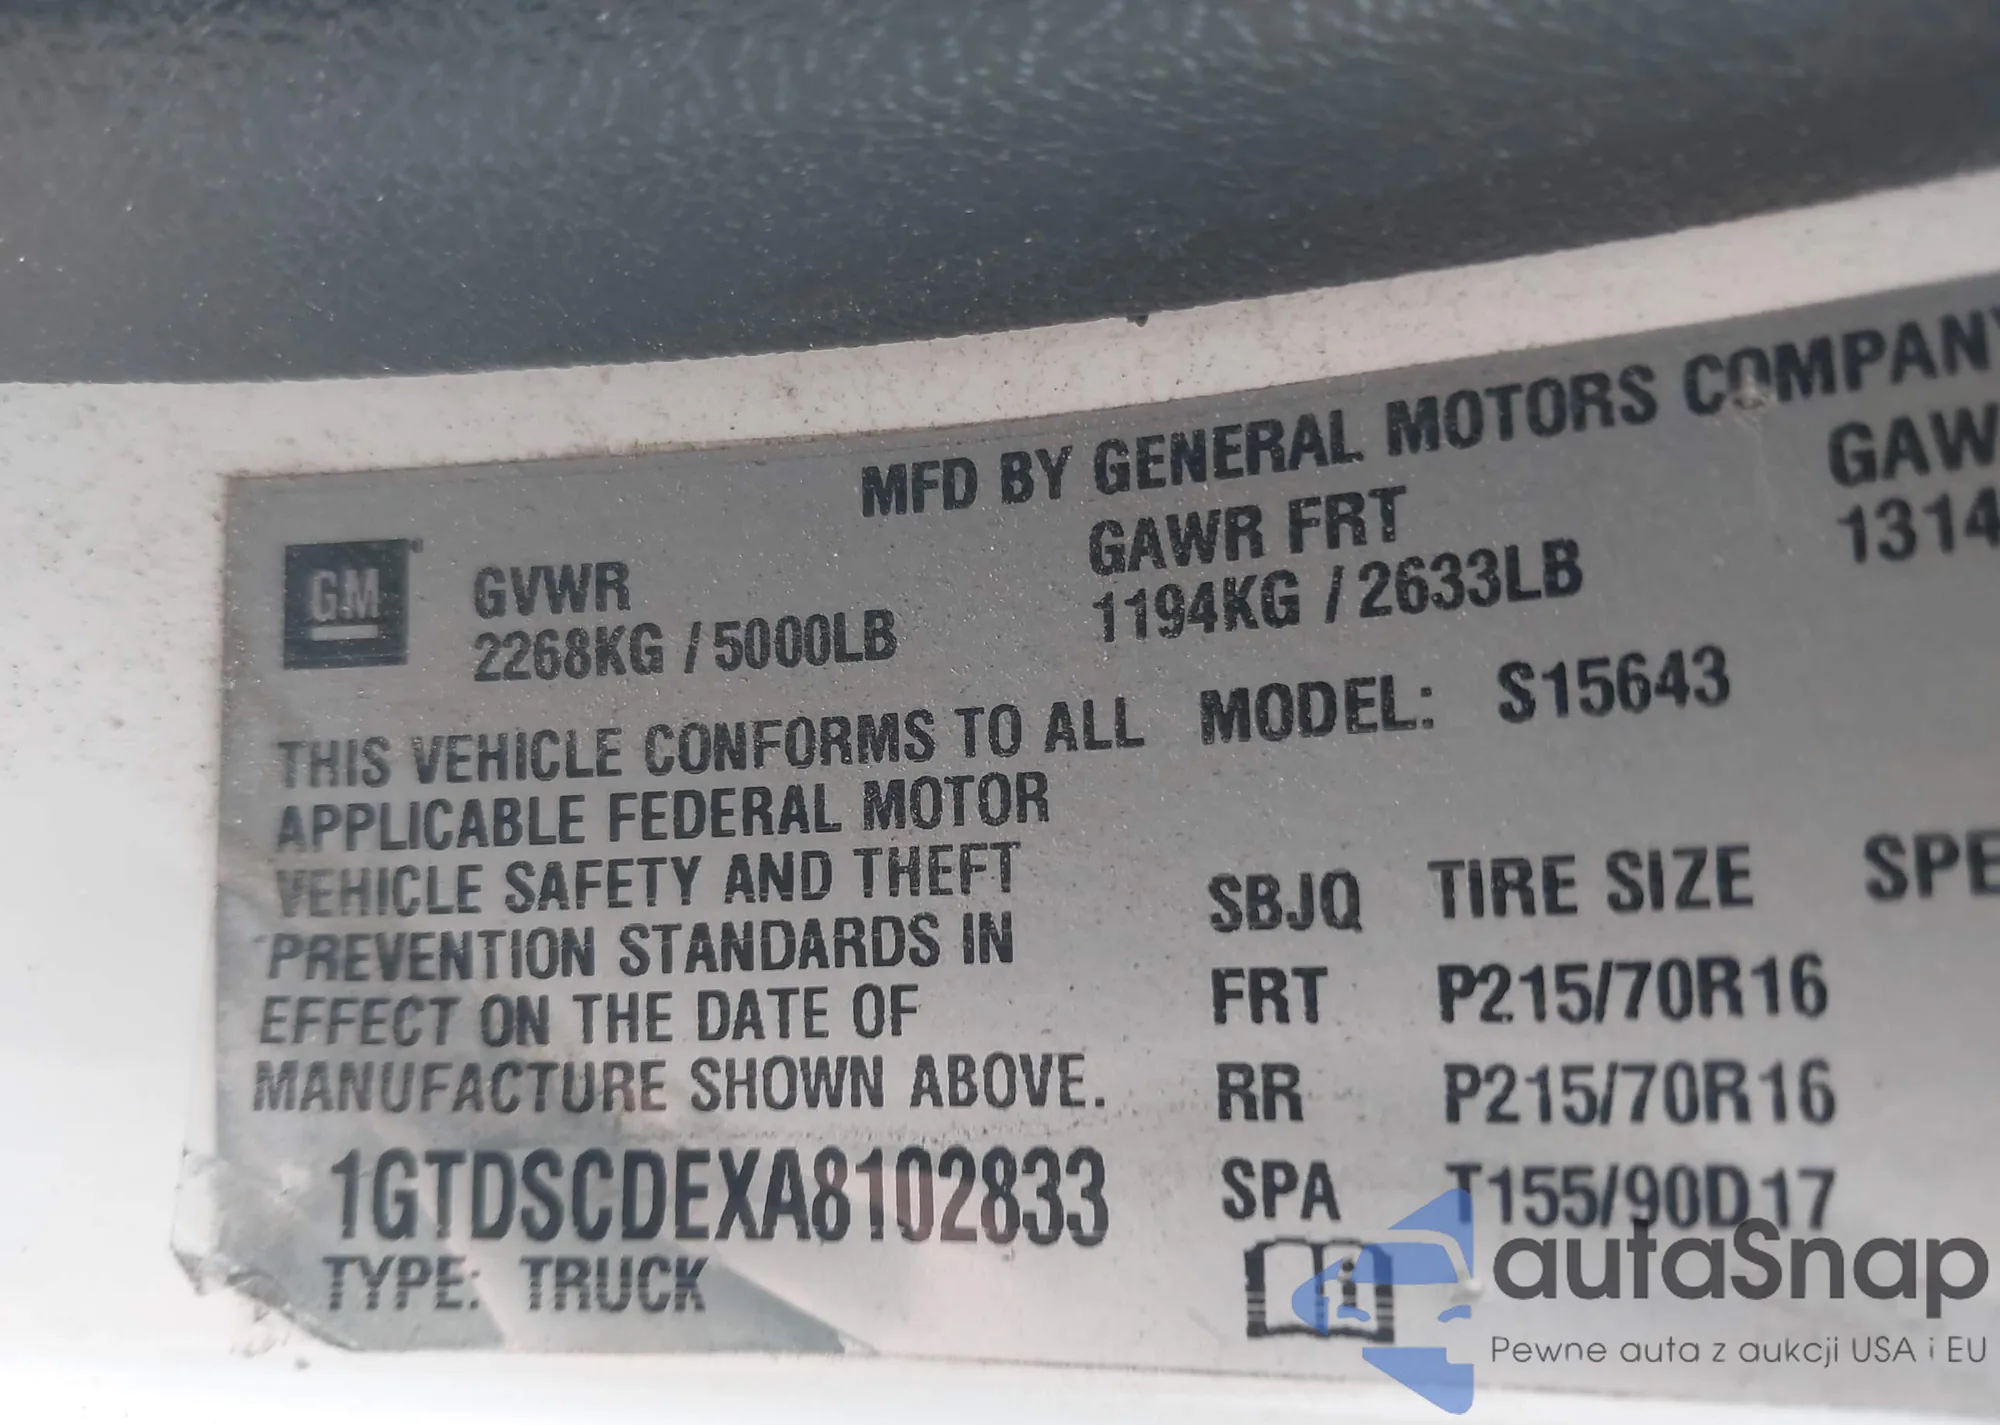 MFD BY GENERAL MOTORS COMPANY
GM GVWR GAWR FRT GAW
2268KG / 5000LB 1194KG / 2633LB 1314
THIS VEHICLE CONFORMS TO ALL MODEL: S15643
APPLICABLE FEDERAL MOTOR
VEHICLE SAFETY AND THEFT SBJQ TIRE SIZE SPE
PREVENTION STANDARDS IN FRT P215/70R16
EFFECT ON THE DATE OF
MANUFACTURE SHOWN ABOVE. RR P215/70R16
1GTDSCDEXA8102833 SPA T155/90D17
TYPE: TRUCK
autaSnap
Pewne auta z aukcji USA i EU